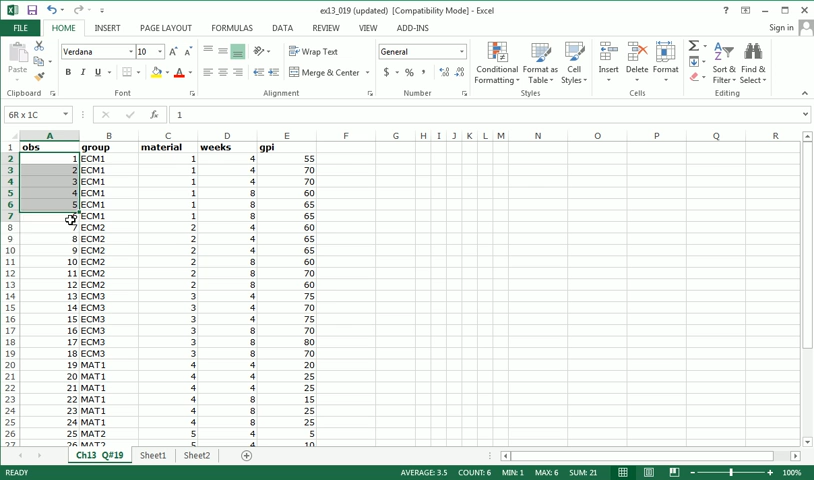 ex13_019 (updated) [Compatibility Mode] - Excel
FILE HOME INSERT PAGE LAYOUT FORMULAS DATA REVIEW VIEW ADD-INS Sign in
Paste Verdana 10 Wrap Text General Conditional Formatting Format as Table Cell Styles Insert Delete Format Sort & Filter Find & Select
B I U Merge & Center $ % ,
Clipboard Font Alignment Number Styles Cells Editing
6R x 1C fx 1
A B C D E F G H I J K L M N O P Q R
1 obs group material weeks gpi
2 1 ECM1 1 4 55
3 2 ECM1 1 4 70
4 3 ECM1 1 4 70
5 4 ECM1 1 8 60
6 5 ECM1 1 8 65
7 ECM1 1 8 65
8 7 ECM2 2 4 60
9 8 ECM2 2 4 65
10 9 ECM2 2 4 65
11 10 ECM2 2 8 60
12 11 ECM2 2 8 70
13 12 ECM2 2 8 60
14 13 ECM3 3 4 75
15 14 ECM3 3 4 70
16 15 ECM3 3 4 75
17 16 ECM3 3 8 70
18 17 ECM3 3 8 80
19 18 ECM3 3 8 70
20 19 MAT1 4 4 20
21 20 MAT1 4 4 25
22 21 MAT1 4 4 25
23 22 MAT1 4 8 15
24 23 MAT1 4 8 25
25 24 MAT1 4 8 25
26 25 MAT2 5 4 5
27 26 MAT2 5 4 10
Ch13_Q#19 Sheet1 Sheet2
READY AVERAGE: 3.5 COUNT: 6 MIN: 1 MAX: 6 SUM: 21 100%